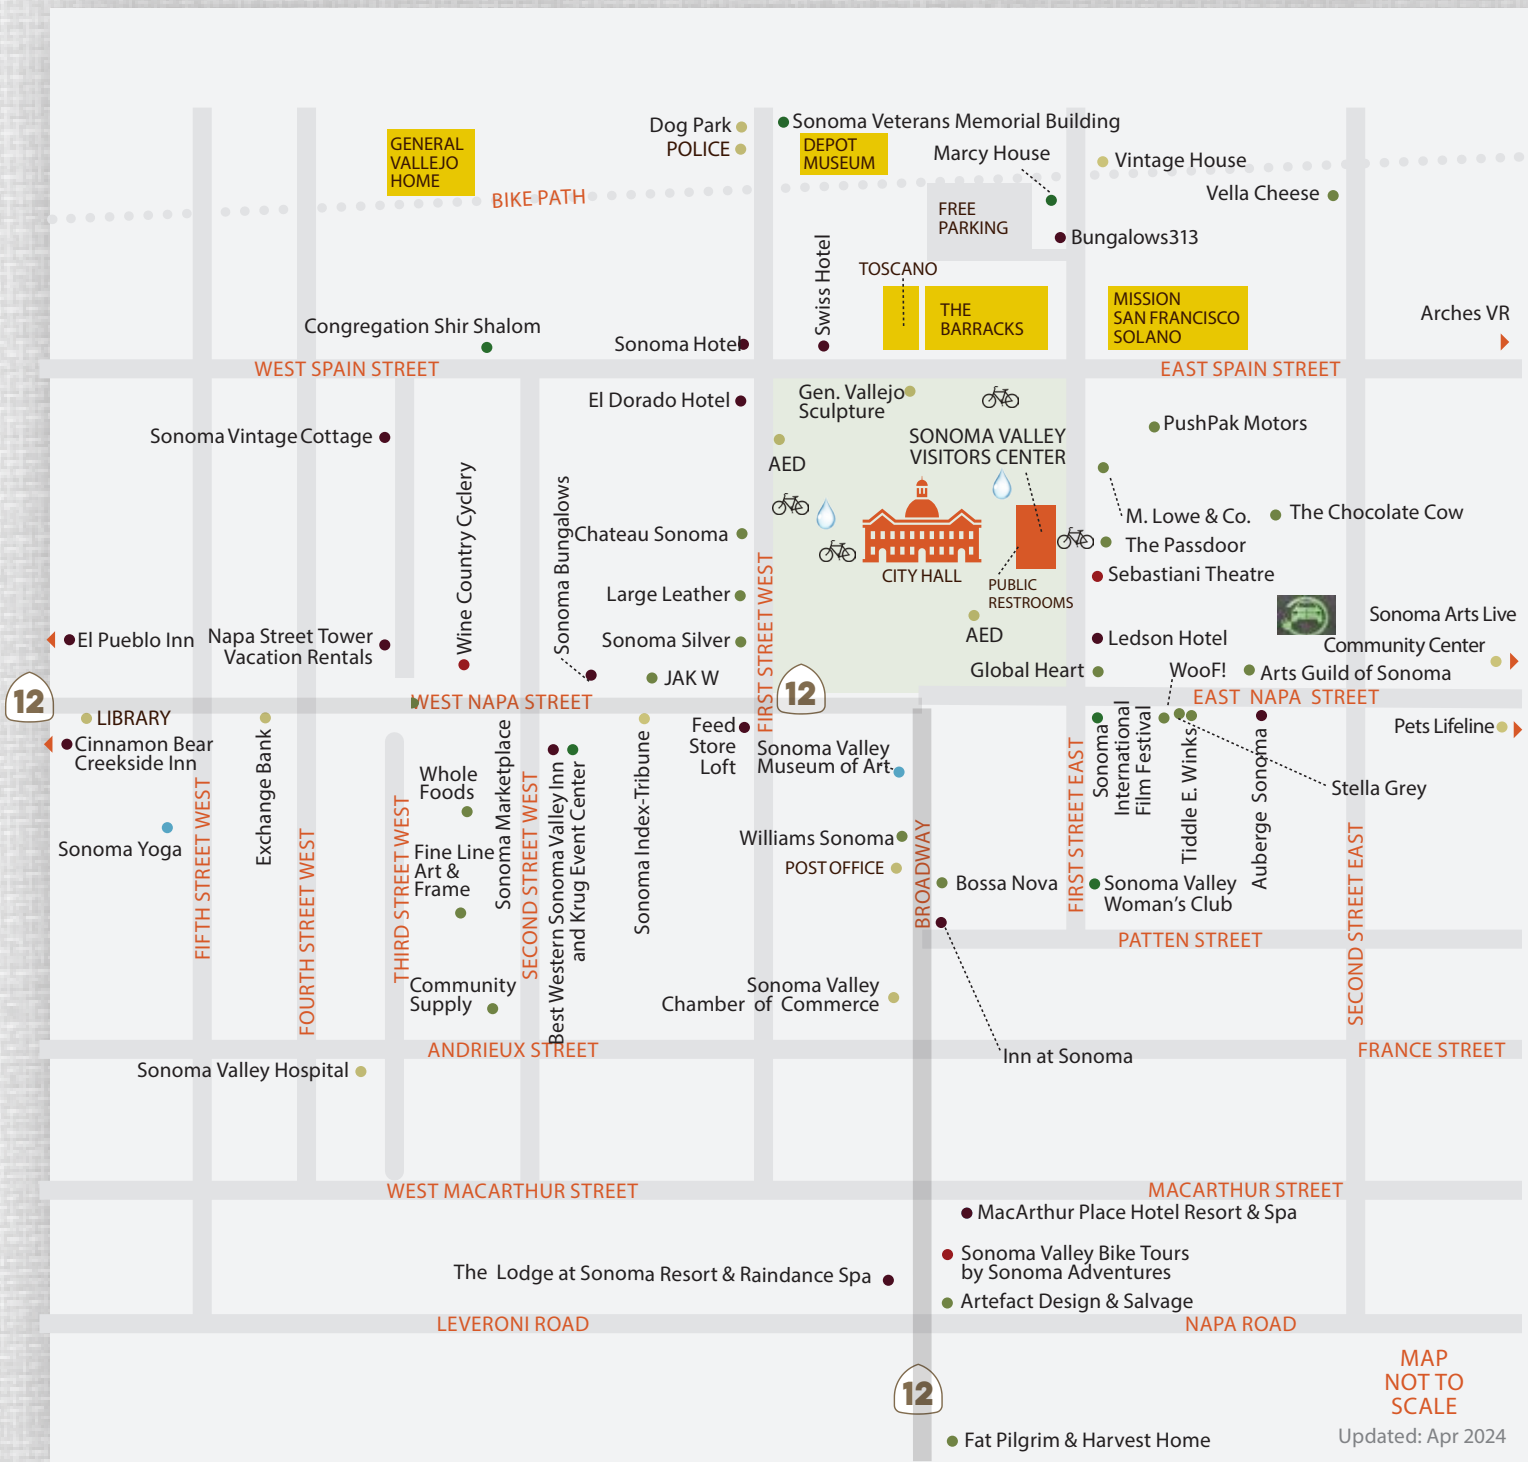 Dog Park
POLICE
Sonoma Veterans Memorial Building
GENERAL
VALLEJO
HOME
DEPOT
MUSEUM
Marcy House
Vintage House
BIKE PATH
Vella Cheese
FREE
PARKING
Bungalows313
Swiss Hotel
TOSCANO
THE
BARRACKS
MISSION
SAN FRANCISCO
SOLANO
Arches VR
Congregation Shir Shalom
Sonoma Hotel
WEST SPAIN STREET
EAST SPAIN STREET
El Dorado Hotel
Gen. Vallejo
Sculpture
PushPak Motors
Sonoma Vintage Cottage
SONOMA VALLEY
VISITORS CENTER
AED
Wine Country Cyclery
Sonoma Bungalows
Chateau Sonoma
M. Lowe & Co.
The Chocolate Cow
The Passdoor
CITY HALL
PUBLIC
RESTROOMS
Sebastiani Theatre
Large Leather
FIRST STREET WEST
AED
Sonoma Arts Live
Community Center
El Pueblo Inn
Napa Street Tower
Vacation Rentals
Sonoma Silver
Ledson Hotel
JAK W
Global Heart
WooF!
Arts Guild of Sonoma
12
12
WEST NAPA STREET
EAST NAPA STREET
LIBRARY
Feed
Store
Loft
Pets Lifeline
Cinnamon Bear
Creekside Inn
Exchange Bank
Whole
Foods
Sonoma Marketplace
Best Western Sonoma Valley Inn
and Krug Event Center
Sonoma Index-Tribune
Sonoma Valley
Museum of Art
Sonoma
International
Film Festival
Tiddle E. Winks
Auberge Sonoma
Stella Grey
Sonoma Yoga
FIFTH STREET WEST
FOURTH STREET WEST
THIRD STREET WEST
SECOND STREET WEST
Fine Line
Art &
Frame
Williams Sonoma
POST OFFICE
BROADWAY
Bossa Nova
FIRST STREET EAST
Sonoma Valley
Woman's Club
SECOND STREET EAST
PATTEN STREET
Community
Supply
Sonoma Valley
Chamber of Commerce
ANDRIEUX STREET
Inn at Sonoma
FRANCE STREET
Sonoma Valley Hospital
WEST MACARTHUR STREET
MACARTHUR STREET
MacArthur Place Hotel Resort & Spa
Sonoma Valley Bike Tours
by Sonoma Adventures
The Lodge at Sonoma Resort & Raindance Spa
Artefact Design & Salvage
LEVERONI ROAD
NAPA ROAD
MAP
NOT TO
SCALE
12
Updated: Apr 2024
Fat Pilgrim & Harvest Home